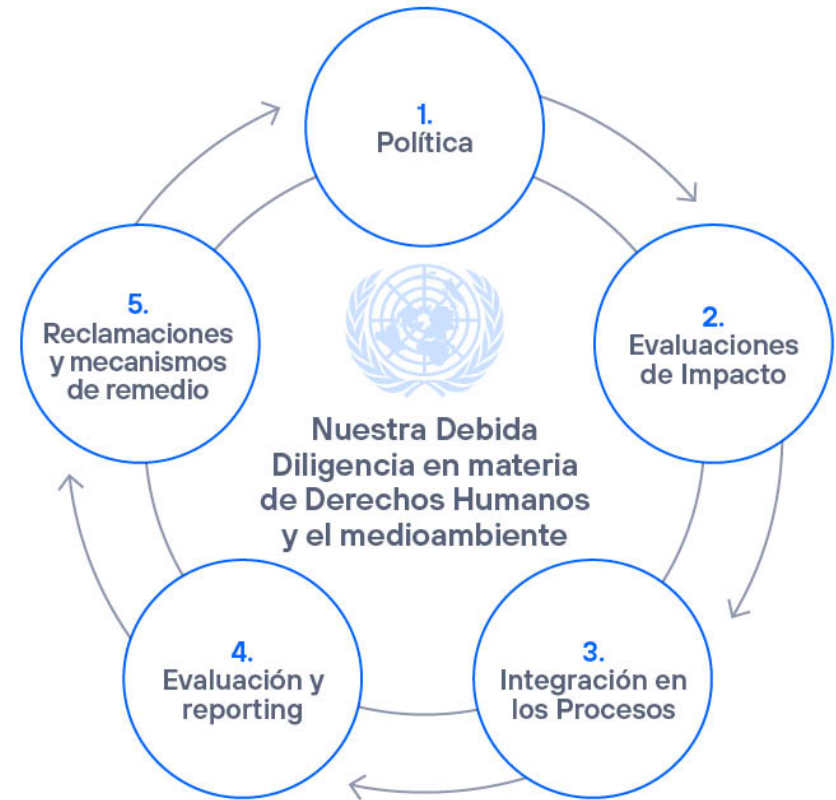 1.
Política
2.
Evaluaciones
de Impacto
3.
Integración en
los Procesos
4.
Evaluación y
reporting
5.
Reclamaciones
y mecanismos
de remedio
Nuestra Debida
Diligencia en materia
de Derechos Humanos
y el medioambiente